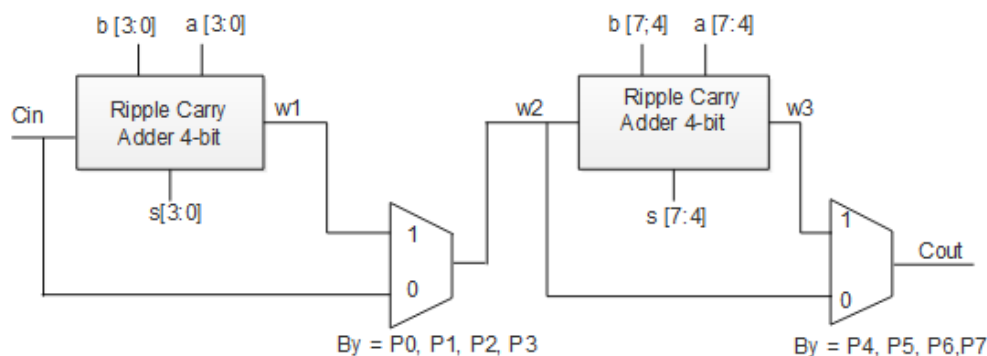 b [3:0] a [3:0]
b [7;4] a [7:4]
Cin
Ripple Carry
Adder 4-bit
w1
w2
Ripple Carry
Adder 4-bit
w3
s[3:0]
s [7:4]
1
0
1
0
Cout
By = P0, P1, P2, P3
By = P4, P5, P6,P7